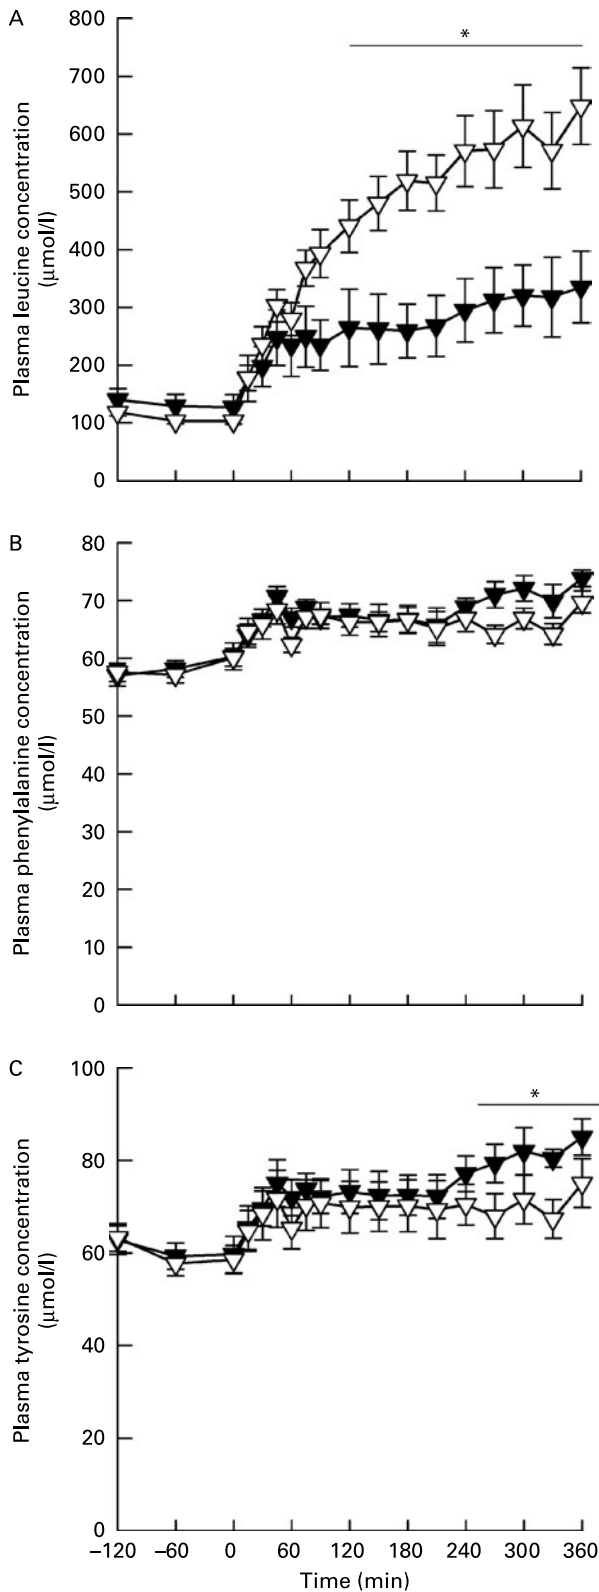 A
Plasma leucine concentration
(μmol/l)
800
700
600
500
400
300
200
100
0
*
B
Plasma phenylalanine concentration
(μmol/l)
80
70
60
50
40
30
20
10
0
C
Plasma tyrosine concentration
(μmol/l)
100
80
60
40
20
0
*
–120 –60 0 60 120 180 240 300 360
Time (min)